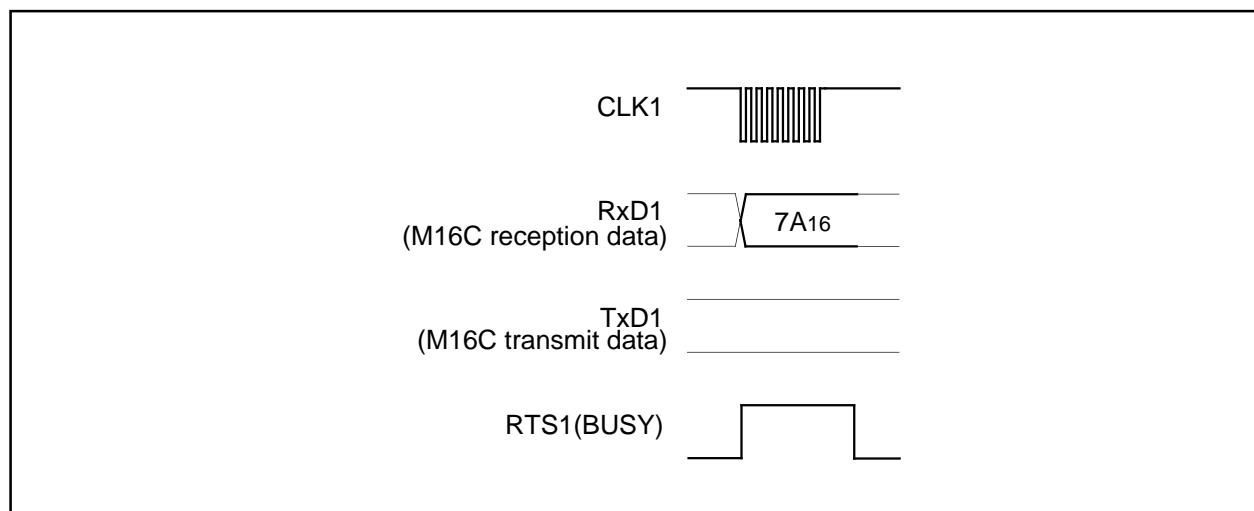 CLK1
RxD1
(M16C reception data)
7A16
TxD1
(M16C transmit data)
RTS1(BUSY)